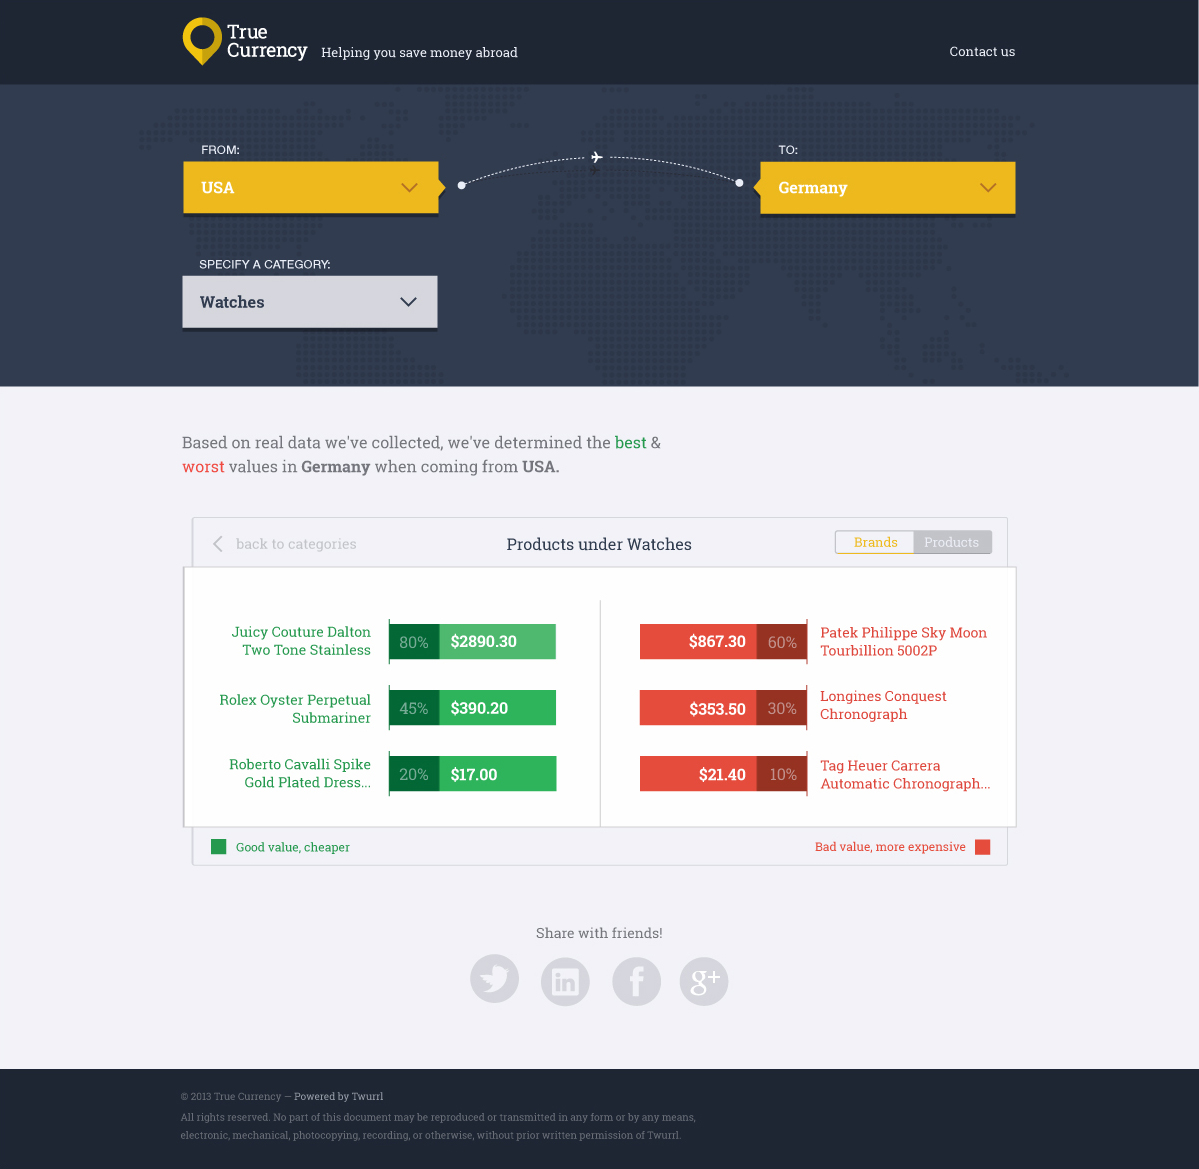 True
Currency
Helping you save money abroad
Contact us
FROM:
USA
TO:
Germany
SPECIFY A CATEGORY:
Watches
Based on real data we've collected, we've determined the best &
worst values in Germany when coming from USA.
back to categories
Products under Watches
Brands
Products
Juicy Couture Dalton
Two Tone Stainless
80%
$2890.30
$867.30
60%
Patek Philippe Sky Moon
Tourbillion 5002P
Rolex Oyster Perpetual
Submariner
45%
$390.20
$353.50
30%
Longines Conquest
Chronograph
Roberto Cavalli Spike
Gold Plated Dress...
20%
$17.00
$21.40
10%
Tag Heuer Carrera
Automatic Chronograph...
Good value, cheaper
Bad value, more expensive
Share with friends!
in
f
g+
© 2013 True Currency — Powered by Twurrl
All rights reserved. No part of this document may be reproduced or transmitted in any form or by any means,
electronic, mechanical, photocopying, recording, or otherwise, without prior written permission of Twurrl.